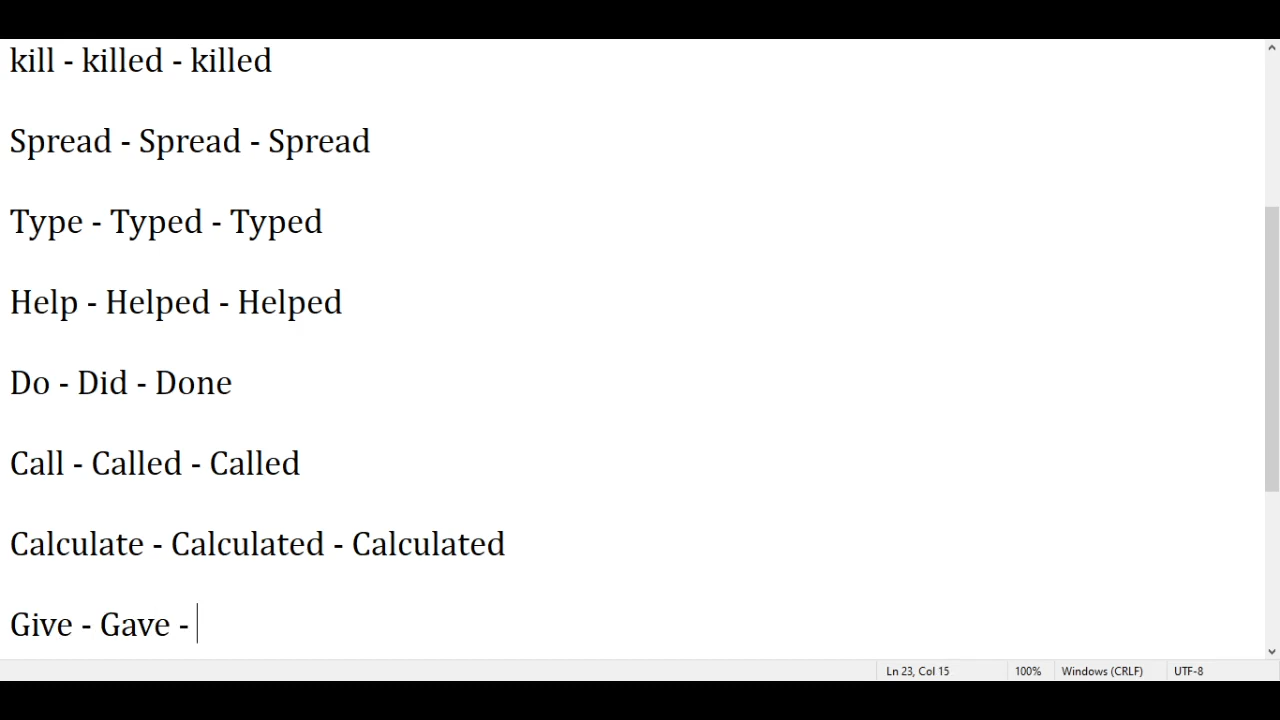 kill - killed - killed
Spread - Spread - Spread
Type - Typed - Typed
Help - Helped - Helped
Do - Did - Done
Call - Called - Called
Calculate - Calculated - Calculated
Give - Gave -
Ln 23, Col 15 100% Windows (CRLF) UTF-8